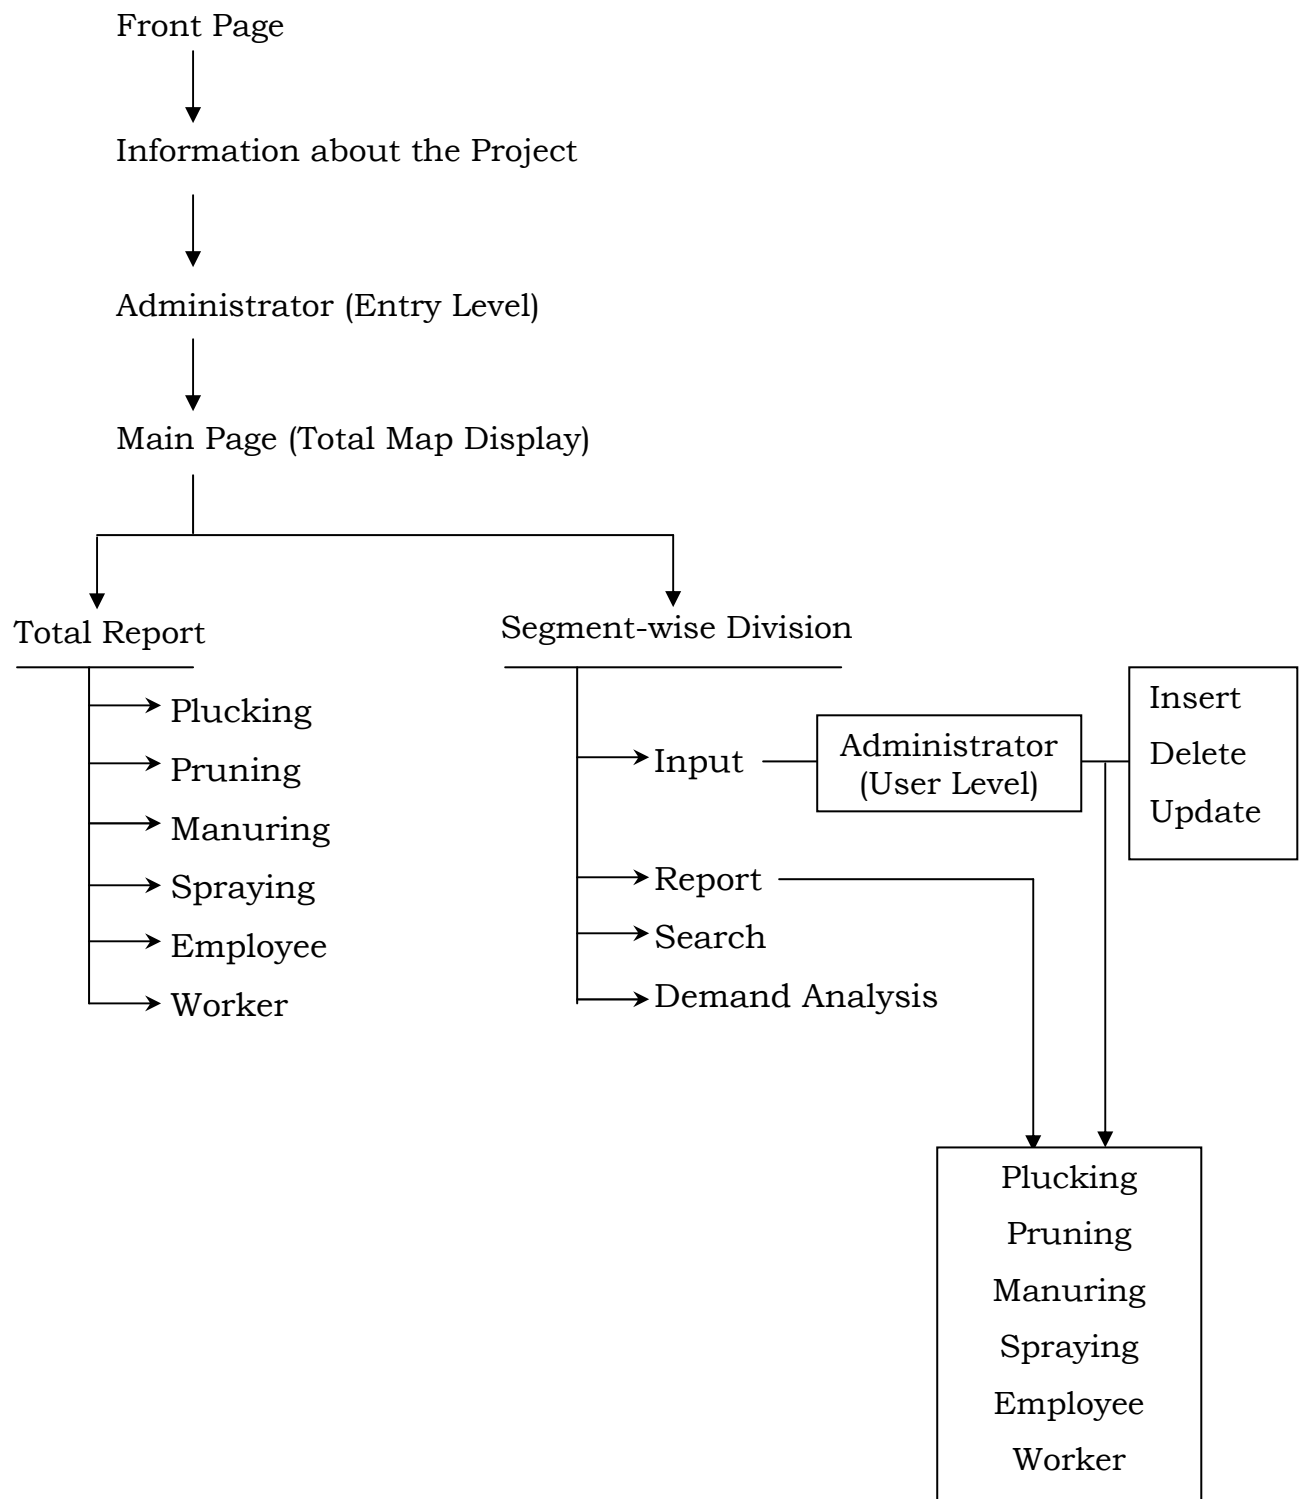 Front Page
Information about the Project
Administrator (Entry Level)
Main Page (Total Map Display)
Total Report
Plucking
Pruning
Manuring
Spraying
Employee
Worker
Segment-wise Division
Input
Administrator
(User Level)
Insert
Delete
Update
Report
Search
Demand Analysis
Plucking
Pruning
Manuring
Spraying
Employee
Worker